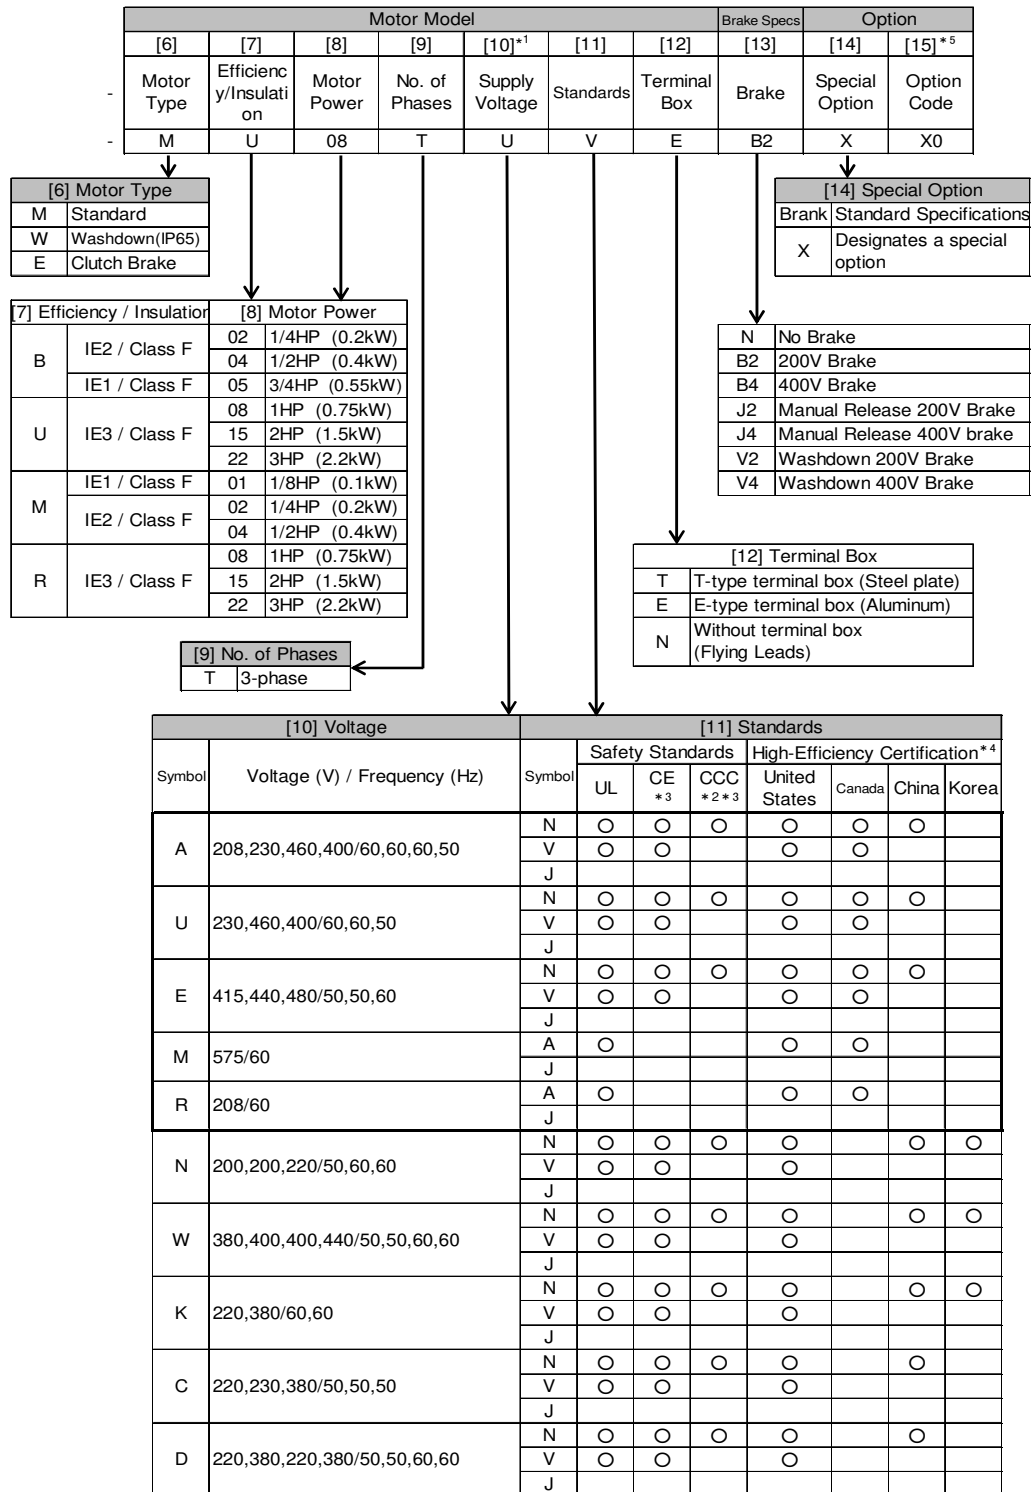 Motor Model Brake Specs Option
[6] [7] [8] [9] [10]*1 [11] [12] [13] [14] [15]*5
- Motor Type Efficienc y/Insulati on Motor Power No. of Phases Supply Voltage Standards Terminal Box Brake Special Option Option Code
- M U 08 T U V E B2 X X0
[6] Motor Type
M Standard
W Washdown(IP65)
E Clutch Brake
[14] Special Option
Brank Standard Specifications
X Designates a special
option
[7] Efficiency / Insulation [8] Motor Power
B IE2 / Class F 02 1/4HP (0.2kW)
04 1/2HP (0.4kW)
IE1 / Class F 05 3/4HP (0.55kW)
U IE3 / Class F 08 1HP (0.75kW)
15 2HP (1.5kW)
22 3HP (2.2kW)
M IE1 / Class F 01 1/8HP (0.1kW)
IE2 / Class F 02 1/4HP (0.2kW)
04 1/2HP (0.4kW)
R IE3 / Class F 08 1HP (0.75kW)
15 2HP (1.5kW)
22 3HP (2.2kW)
N No Brake
B2 200V Brake
B4 400V Brake
J2 Manual Release 200V Brake
J4 Manual Release 400V brake
V2 Washdown 200V Brake
V4 Washdown 400V Brake
[12] Terminal Box
T T-type terminal box (Steel plate)
E E-type terminal box (Aluminum)
N Without terminal box
(Flying Leads)
[9] No. of Phases
T 3-phase
[10] Voltage [11] Standards
Symbol Voltage (V) / Frequency (Hz) Symbol Safety Standards High-Efficiency Certification*4
UL CE *3 CCC *2*3 United States Canada China Korea
A 208,230,460,400/60,60,60,50 N O O O O O O
V O O O O
J
U 230,460,400/60,60,50 N O O O O O O
V O O O O
J
E 415,440,480/50,50,60 N O O O O O O
V O O O O
J
M 575/60 A O O O
J
R 208/60 A O O O
J
N 200,200,220/50,60,60 N O O O O O O
V O O O
J
W 380,400,400,440/50,50,60,60 N O O O O O O
V O O O
J
K 220,380/60,60 N O O O O O O
V O O O
J
C 220,230,380/50,50,50 N O O O O O
V O O O
J
D 220,380,220,380/50,50,60,60 N O O O O O
V O O O
J